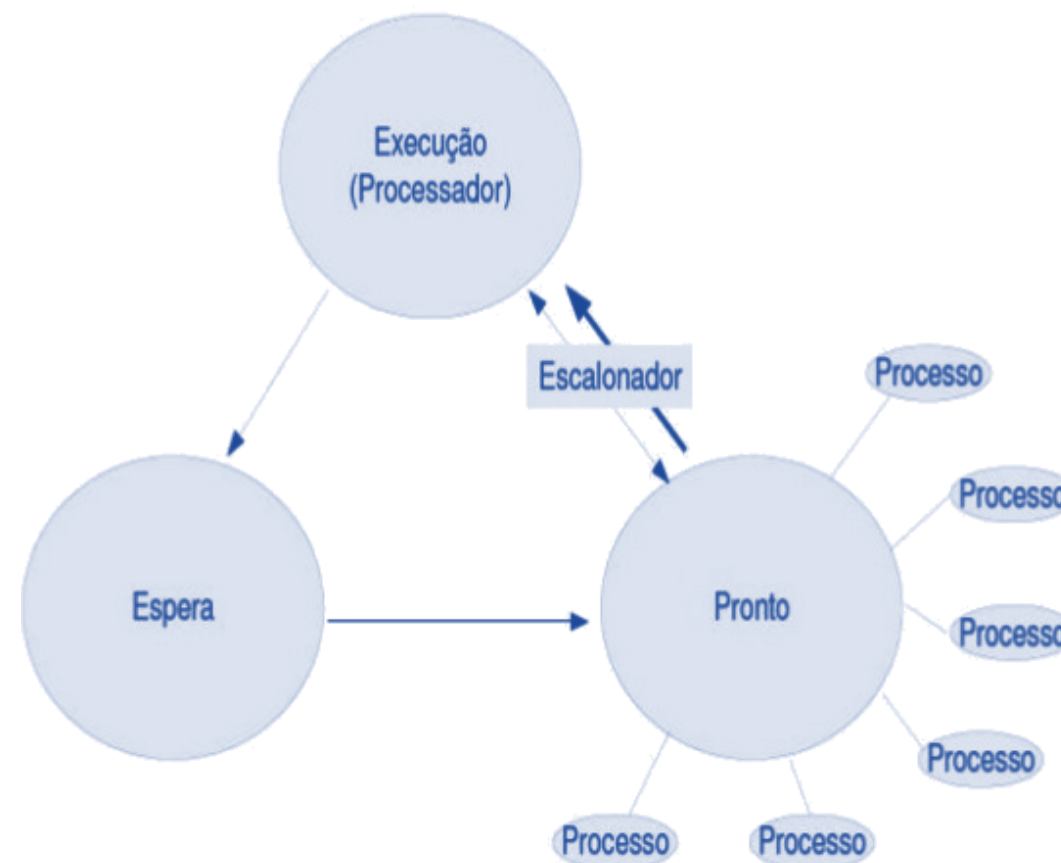 Execução
(Processador)
Escalonador
Processo
Processo
Espera
Pronto
Processo
Processo
Processo
Processo